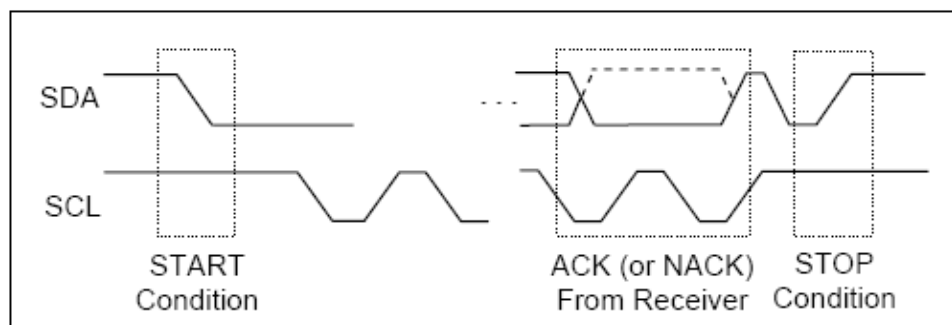 SDA
SCL
START
Condition
ACK (or NACK)
From Receiver
STOP
Condition